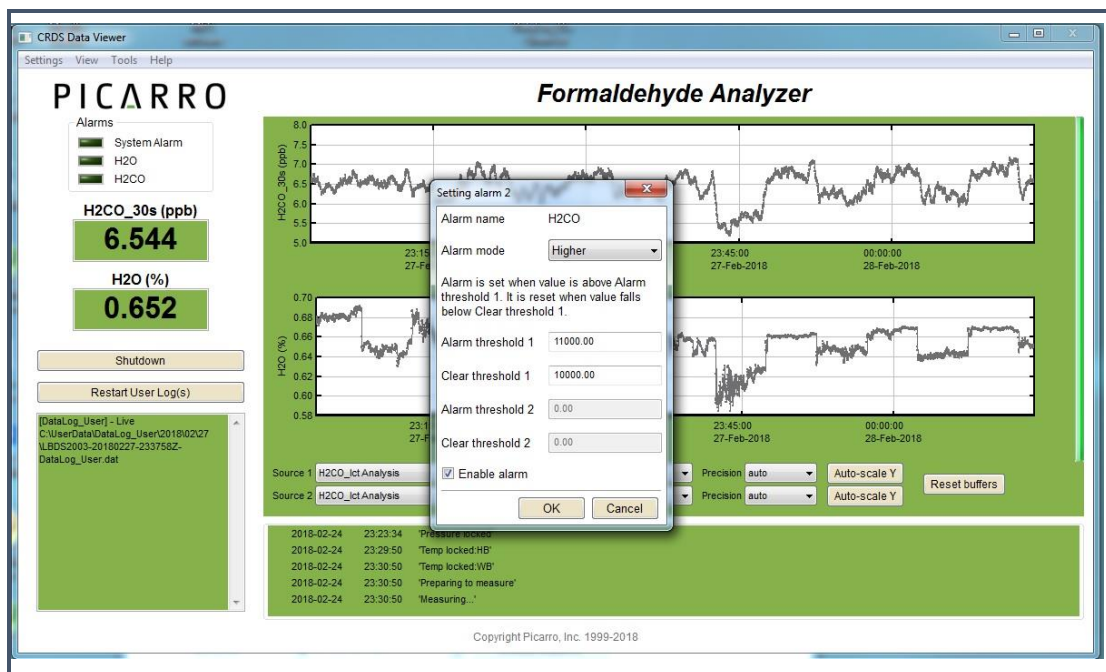 CRDS Data Viewer
Settings View Tools Help
PICARRO
Formaldehyde Analyzer
Alarms
System Alarm
H2O
H2CO
H2CO_30s (ppb)
6.544
H2O (%)
0.652
Shutdown
Restart User Log(s)
[DataLog_User] - Live
C:\UserData\DataLog_User\2018\02\27
\LBDS2003-20180227-233758Z-
DataLog_User.dat
H2CO_30s (ppb)
8.0
7.5
7.0
6.5
6.0
5.5
5.0
23:15
27-Fe
23:45:00
27-Feb-2018
00:00:00
28-Feb-2018
H2O (%)
0.70
0.68
0.66
0.64
0.62
0.60
0.58
23:1
27-F
23:45:00
27-Feb-2018
00:00:00
28-Feb-2018
Setting alarm 2
Alarm name H2CO
Alarm mode Higher
Alarm is set when value is above Alarm
threshold 1. It is reset when value falls
below Clear threshold 1.
Alarm threshold 1 11000.00
Clear threshold 1 10000.00
Alarm threshold 2 0.00
Clear threshold 2 0.00
Enable alarm
OK Cancel
Source 1 H2CO_Ict Analysis Precision auto Auto-scale Y
Source 2 H2CO_Ict Analysis Precision auto Auto-scale Y
Reset buffers
2018-02-24 23:23:34 'Pressure locked'
2018-02-24 23:29:50 'Temp locked:HB'
2018-02-24 23:30:50 'Temp locked:WB'
2018-02-24 23:30:50 'Preparing to measure'
2018-02-24 23:30:50 'Measuring...'
Copyright Picarro, Inc. 1999-2018